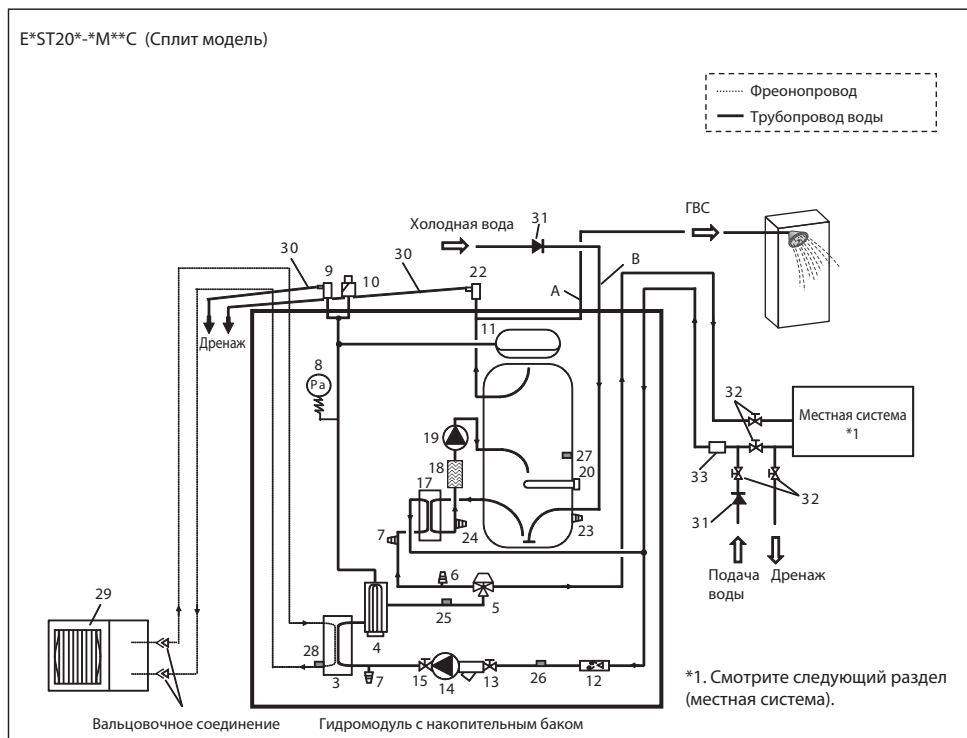 E*ST20*-*M**C (Сплит модель)
Фреонопровод
Трубопровод воды
ГВС
Холодная вода
31
30
9
10
30
22
A
B
Дренаж
11
8
Pa
32
Местная система
*1
19
27
20
18
17
33
32
23
24
7
31
6
Подача
воды
Дренаж
5
25
29
4
28
3
7
15
14
13
26
12
*1. Смотрите следующий раздел
(местная система).
Вальцовочное соединение
Гидромодуль с накопительным баком